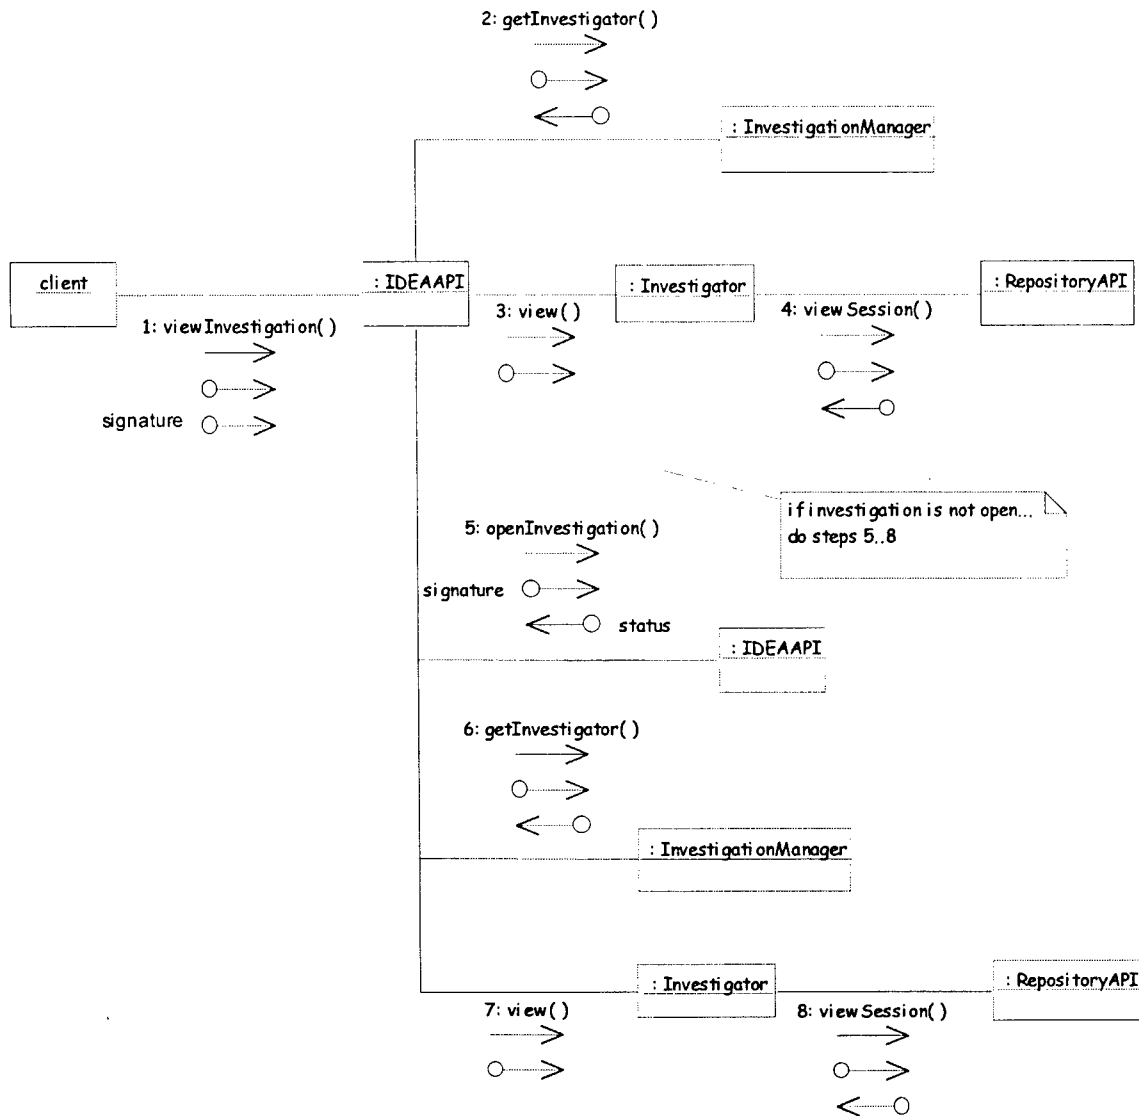 2: getInvestigator( )
: InvestigationManager
client
: IDEAAPI
: Investigator
: RepositoryAPI
1: viewInvestigation( )
3: view( )
4: viewSession( )
signature
if investigation is not open...
do steps 5..8
5: openInvestigation( )
signature
status
: IDEAAPI
6: getInvestigator( )
: InvestigationManager
: Investigator
: RepositoryAPI
7: view( )
8: viewSession( )